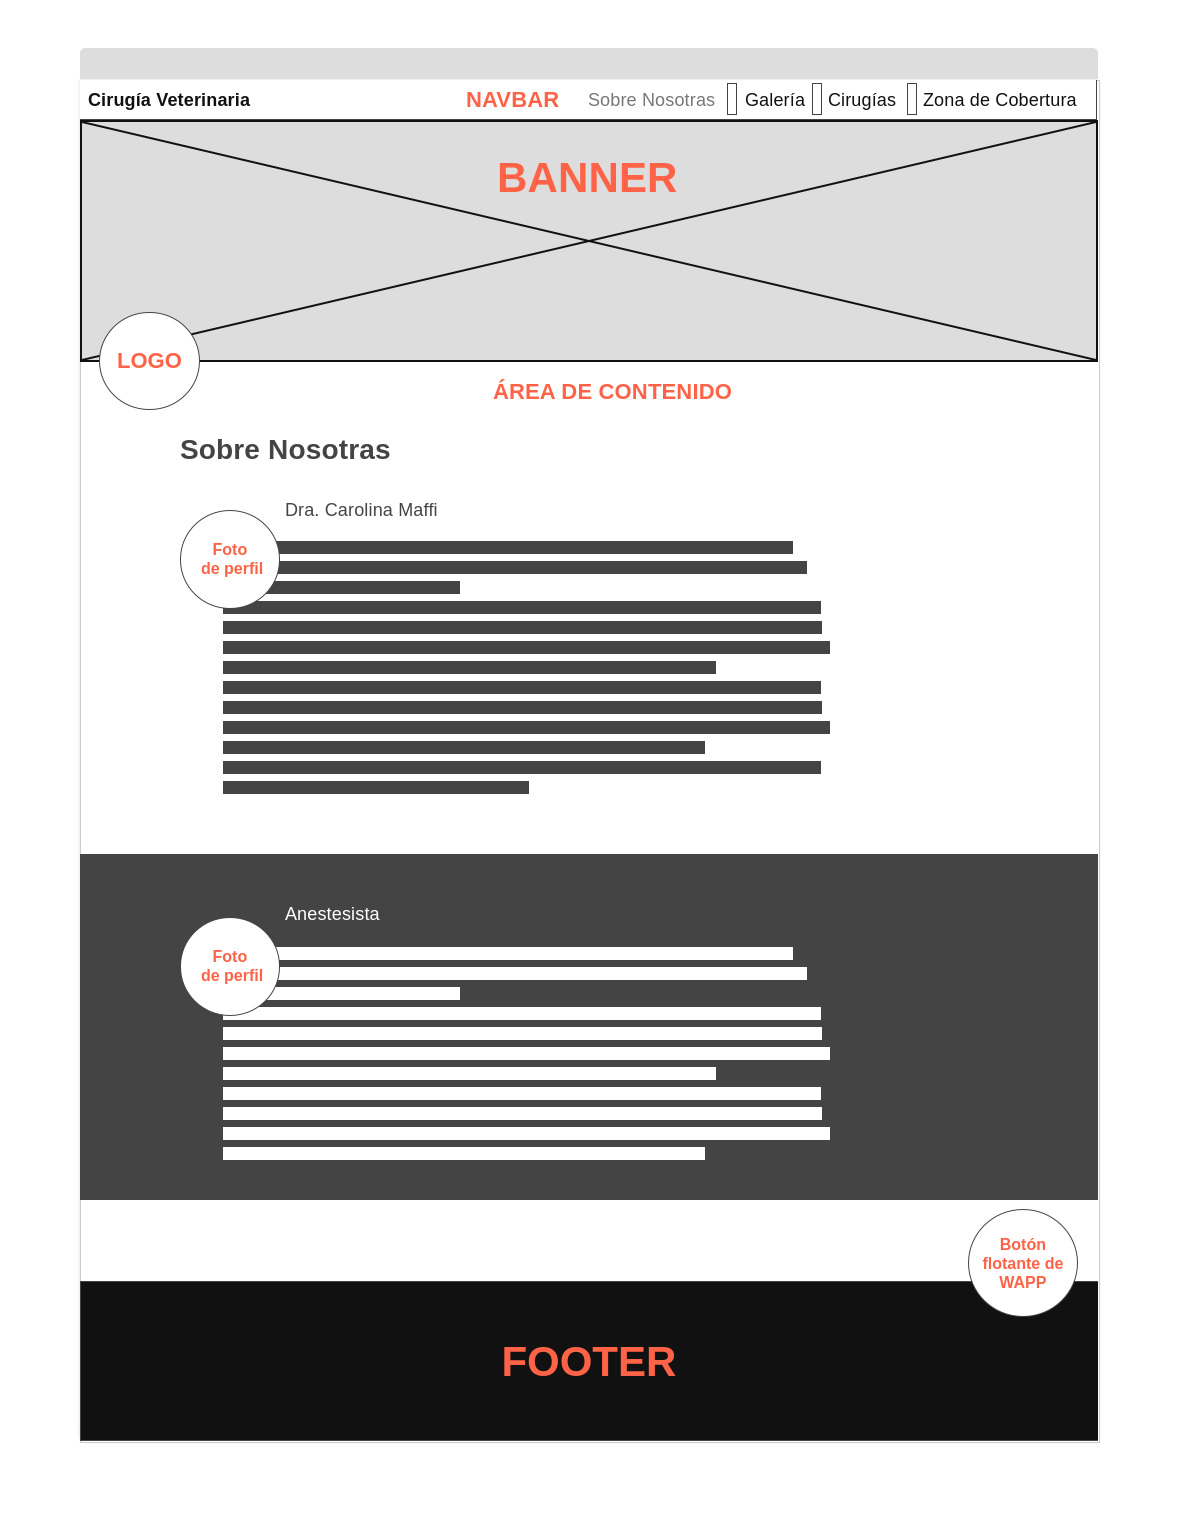 Cirugía Veterinaria NAVBAR Sobre Nosotras Galería Cirugías Zona de Cobertura
BANNER
LOGO
ÁREA DE CONTENIDO
Sobre Nosotras
Dra. Carolina Maffi
Foto
de perfil
Anestesista
Foto
de perfil
Botón
flotante de
WAPP
FOOTER